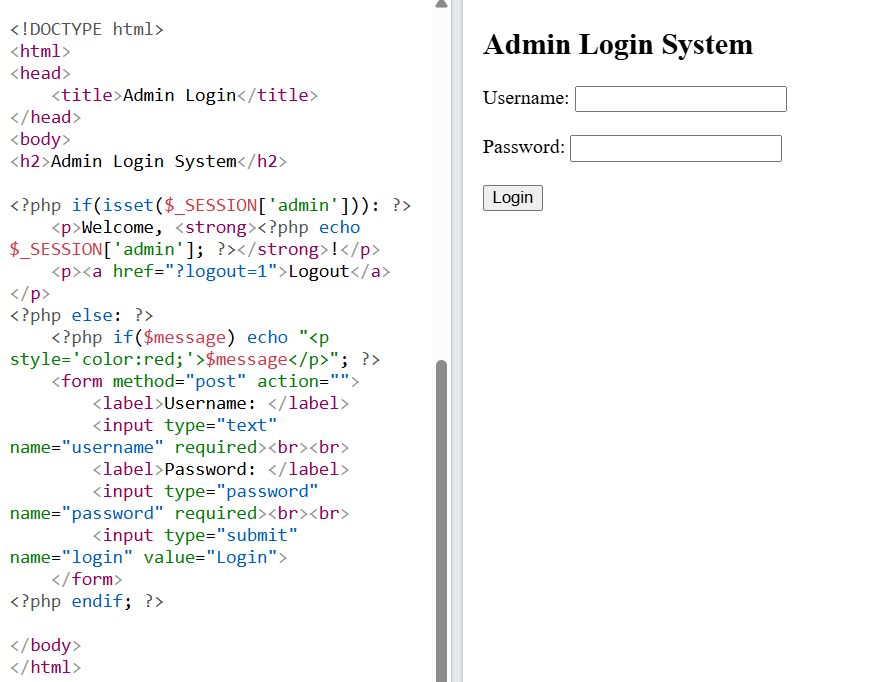 <!DOCTYPE html>
<html>
<head>
    <title>Admin Login</title>
</head>
<body>
<h2>Admin Login System</h2>

<?php if(isset($_SESSION['admin'])): ?>
    <p>Welcome, <strong><?php echo
$_SESSION['admin']; ?></strong>!</p>
    <p><a href="?logout=1">Logout</a>
</p>
<?php else: ?>
    <?php if($message) echo "<p
style='color:red;'>$message</p>"; ?>
    <form method="post" action="">
        <label>Username: </label>
        <input type="text"
name="username" required><br><br>
        <label>Password: </label>
        <input type="password"
name="password" required><br><br>
        <input type="submit"
name="login" value="Login">
    </form>
<?php endif; ?>

</body>
</html>
Admin Login System
Username:
Password:
Login